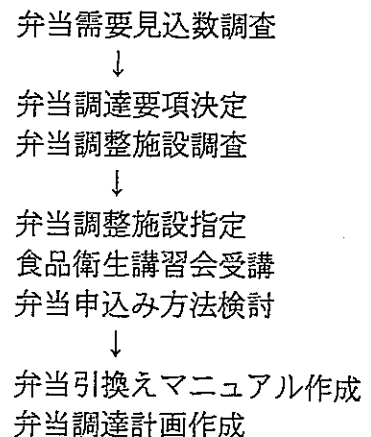 弁当需要見込数調査
↓
弁当調達要項決定
弁当調整施設調査
↓
弁当調整施設指定
食品衛生講習会受講
弁当申込み方法検討
↓
弁当引換えマニュアル作成
弁当調達計画作成